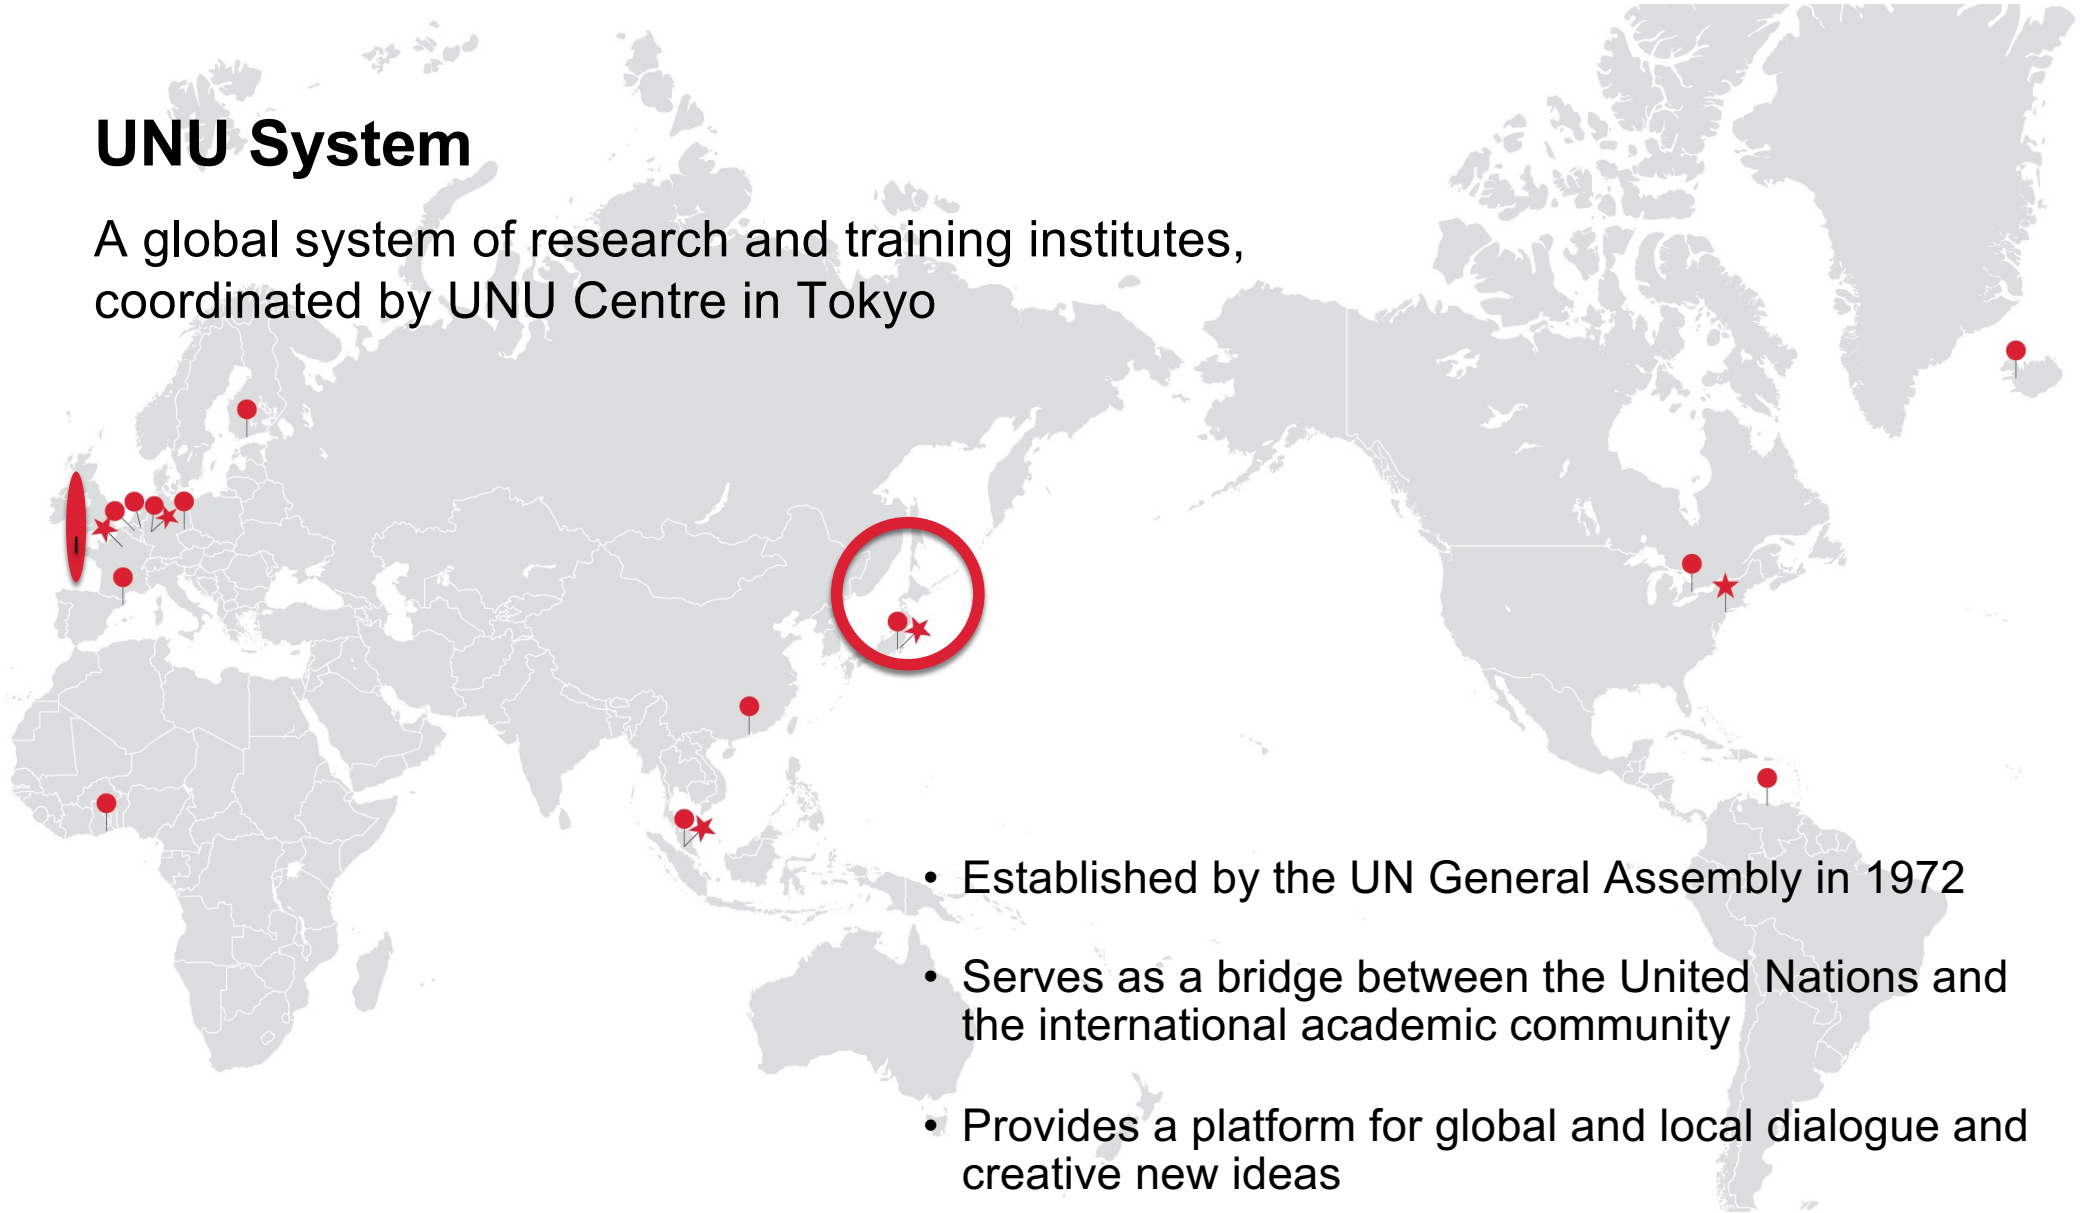 UNU System
A global system of research and training institutes,
coordinated by UNU Centre in Tokyo
• Established by the UN General Assembly in 1972
• Serves as a bridge between the United Nations and
the international academic community
• Provides a platform for global and local dialogue and
creative new ideas